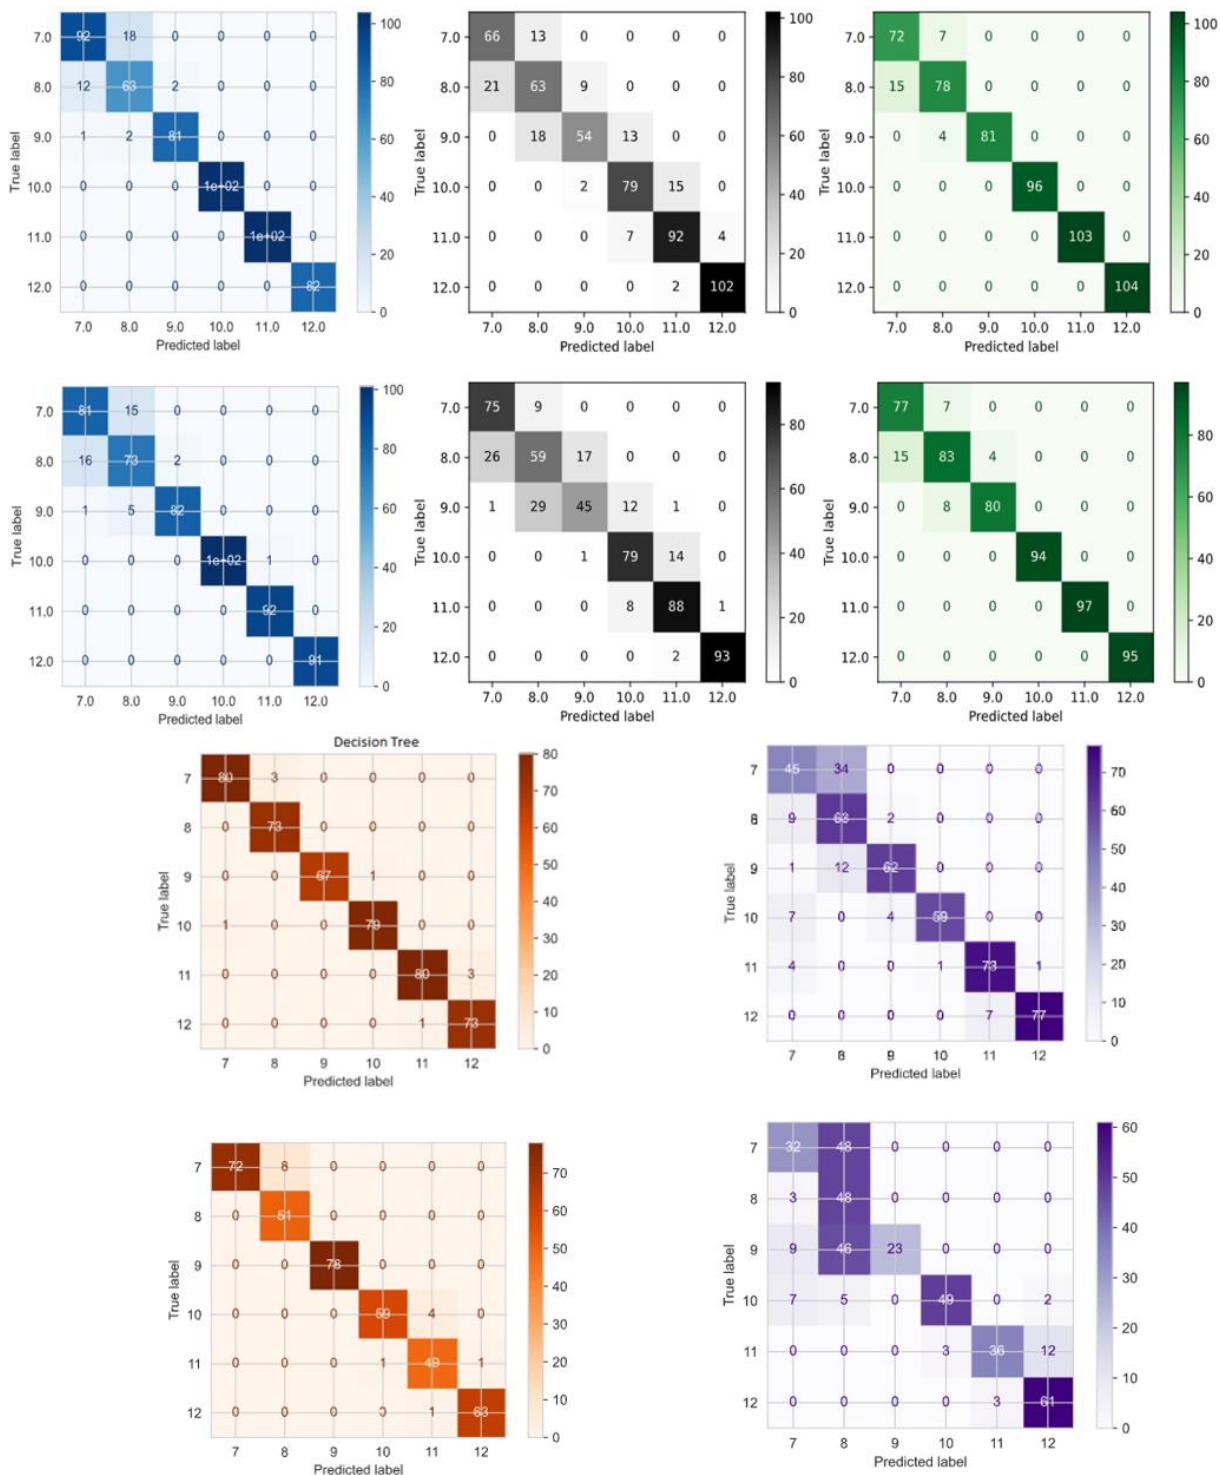 True label
7.0 92 18 0 0 0 0
8.0 12 63 2 0 0 0
9.0 1 2 81 0 0 0
10.0 0 0 0 1e+02 0 0
11.0 0 0 0 0 1e+02 0
12.0 0 0 0 0 0 82
7.0 8.0 9.0 10.0 11.0 12.0
Predicted label
100
80
60
40
20
0
True label
7.0 66 13 0 0 0 0
8.0 21 63 9 0 0 0
9.0 0 18 54 13 0 0
10.0 0 0 2 79 15 0
11.0 0 0 0 7 92 4
12.0 0 0 0 0 2 102
7.0 8.0 9.0 10.0 11.0 12.0
Predicted label
100
80
60
40
20
0
True label
7.0 72 7 0 0 0 0
8.0 15 78 0 0 0 0
9.0 0 4 81 0 0 0
10.0 0 0 0 96 0 0
11.0 0 0 0 0 103 0
12.0 0 0 0 0 0 104
7.0 8.0 9.0 10.0 11.0 12.0
Predicted label
100
80
60
40
20
0
True label
7.0 81 15 0 0 0 0
8.0 16 73 2 0 0 0
9.0 1 5 82 0 0 0
10.0 0 0 0 1e+02 1 0
11.0 0 0 0 0 92 0
12.0 0 0 0 0 0 91
7.0 8.0 9.0 10.0 11.0 12.0
Predicted label
100
80
60
40
20
0
True label
7.0 75 9 0 0 0 0
8.0 26 59 17 0 0 0
9.0 1 29 45 12 1 0
10.0 0 0 1 79 14 0
11.0 0 0 0 8 88 1
12.0 0 0 0 0 2 93
7.0 8.0 9.0 10.0 11.0 12.0
Predicted label
80
60
40
20
0
True label
7.0 77 7 0 0 0 0
8.0 15 83 4 0 0 0
9.0 0 8 80 0 0 0
10.0 0 0 0 94 0 0
11.0 0 0 0 0 97 0
12.0 0 0 0 0 0 95
7.0 8.0 9.0 10.0 11.0 12.0
Predicted label
80
60
40
20
0
Decision Tree
True label
7 80 3 0 0 0 0
8 0 73 0 0 0 0
9 0 0 67 1 0 0
10 1 0 0 79 0 0
11 0 0 0 0 80 3
12 0 0 0 0 1 73
7 8 9 10 11 12
Predicted label
80
70
60
50
40
30
20
10
0
True label
7 45 34 0 0 0 0
8 9 63 2 0 0 0
9 1 12 62 0 0 0
10 7 0 4 59 0 0
11 4 0 0 1 73 1
12 0 0 0 0 7 77
7 8 9 10 11 12
Predicted label
70
60
50
40
30
20
10
0
True label
7 72 8 0 0 0 0
8 0 51 0 0 0 0
9 0 0 78 0 0 0
10 0 0 0 59 4 0
11 0 0 0 1 49 1
12 0 0 0 0 1 63
7 8 9 10 11 12
Predicted label
70
60
50
40
30
20
10
0
True label
7 32 48 0 0 0 0
8 3 48 0 0 0 0
9 9 46 23 0 0 0
10 7 5 0 49 0 2
11 0 0 0 3 36 12
12 0 0 0 0 3 61
7 8 9 10 11 12
Predicted label
60
50
40
30
20
10
0